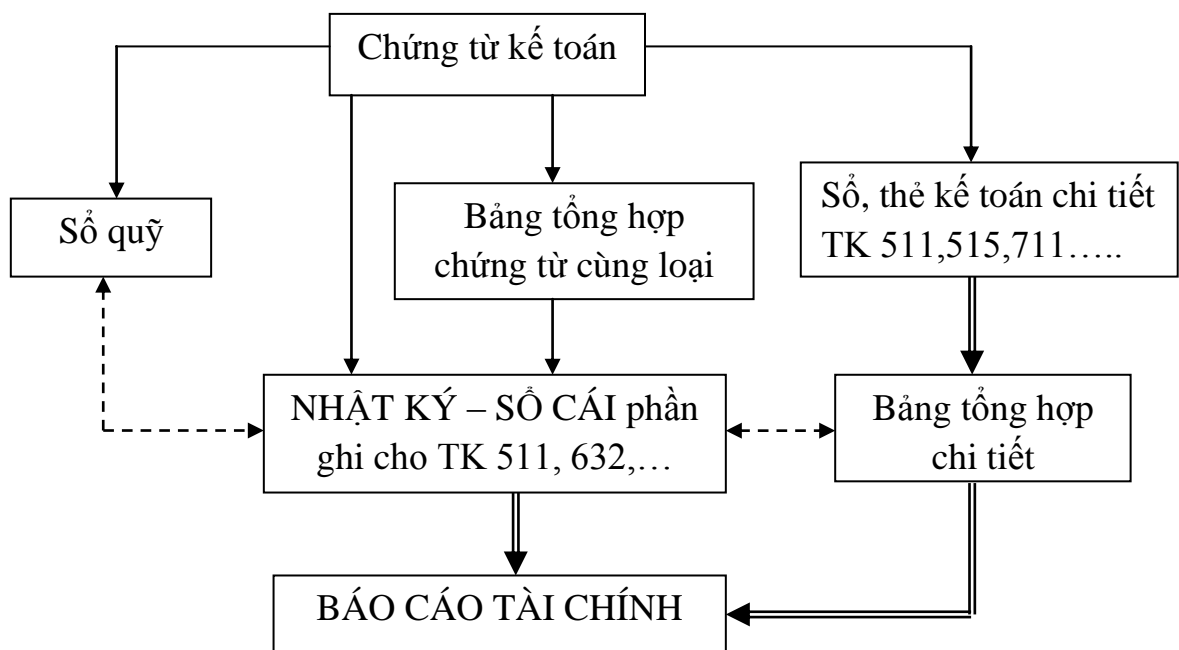 Chứng từ kế toán
Sổ quỹ
Bảng tổng hợp
chứng từ cùng loại
Sổ, thẻ kế toán chi tiết
TK 511,515,711…..
NHẬT KÝ – SỔ CÁI phần
ghi cho TK 511, 632,…
Bảng tổng hợp
chi tiết
BÁO CÁO TÀI CHÍNH